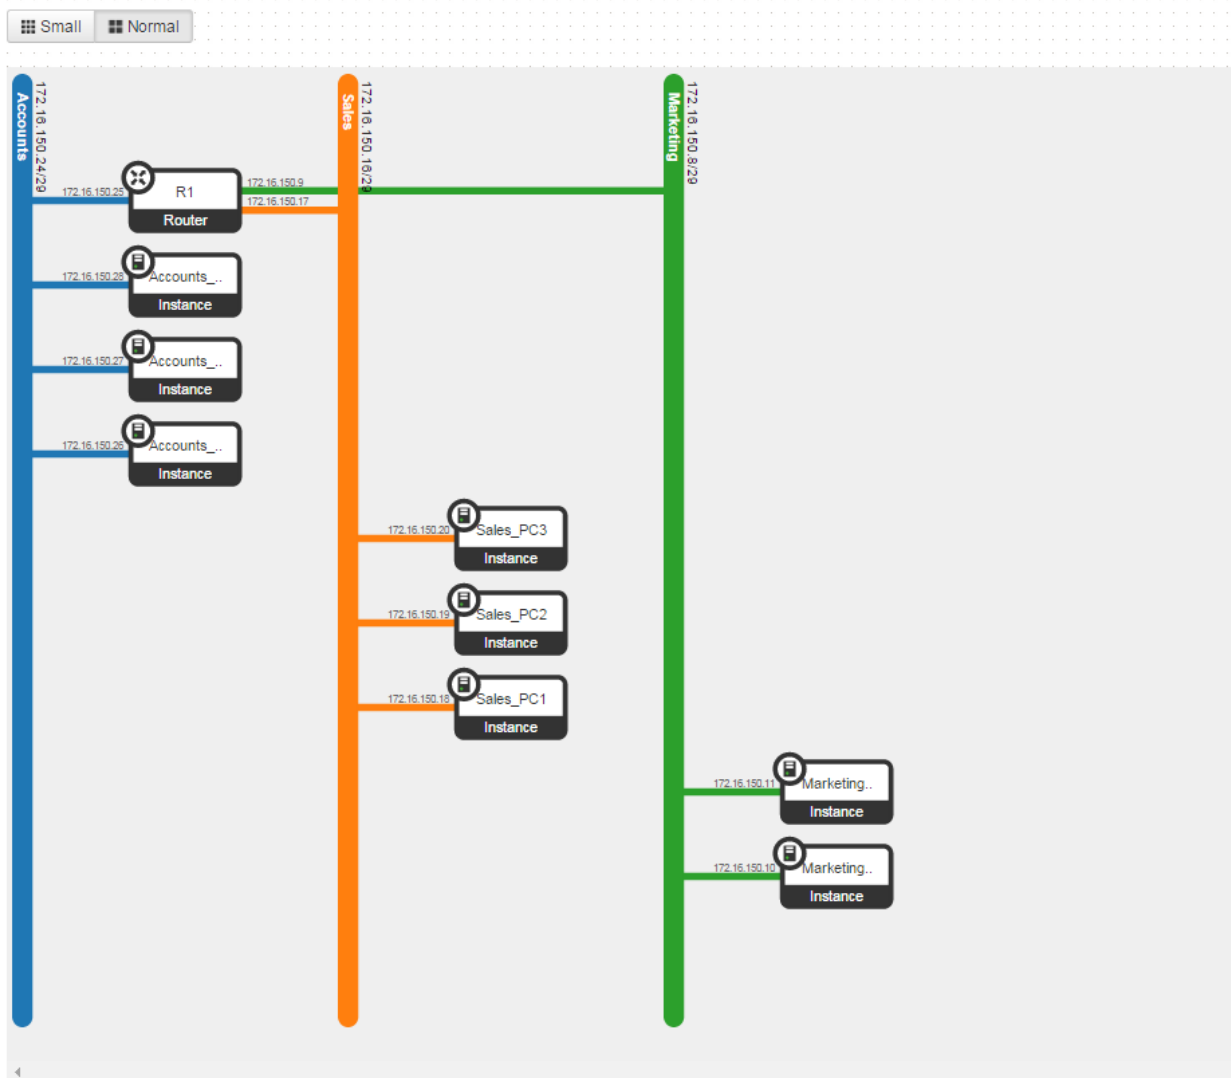 Small
Normal
Accounts
172.16.150.24/29
Sales
172.16.150.16/29
Marketing
172.16.150.8/29
172.16.150.25
R1
Router
172.16.150.9
172.16.150.17
172.16.150.28
Accounts_..
Instance
172.16.150.27
Accounts_..
Instance
172.16.150.26
Accounts_..
Instance
172.16.150.20
Sales_PC3
Instance
172.16.150.19
Sales_PC2
Instance
172.16.150.18
Sales_PC1
Instance
172.16.150.11
Marketing..
Instance
172.16.150.10
Marketing..
Instance